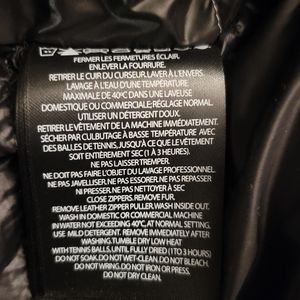 FERMER LES FERMETURES ÉCLAIR.
ENLEVER LA FOURRURE.
RETIRER LE CUIR DU CURSEUR. LAVER À L'ENVERS.
LAVAGE À L'EAU D'UNE TEMPÉRATURE
MAXIMALE DE 40°C EN MACHINE
DOMESTIQUE OU COMMERCIALE; RÉGLAGE NORMAL.
UTILISER UN DETERGENT DOUX.
RETIRER LE VÊTEMENT DE LA MACHINE IMMÉDIATEMENT.
SÉCHER PAR CULBUTAGE À BASSE TEMPÉRATURE AVEC
DES BALLES DE TENNIS, JUSQU'À CE QUE LE VÊTEMENT
SOIT ENTIÈREMENT SEC (1 À 3 HEURES).
NE PAS LAISSER TREMPER.
NE DOIT PAS FAIRE L'OBJET DU LAVAGE PROFESSIONNEL.
NE PAS JAVELLISER. NE PAS ESSORER. NE PAS REPASSER.
NI PRESSER. NE PAS NETTOYER À SEC
CLOSE ZIPPERS. REMOVE FUR.
REMOVE LEATHER ZIPPER PULLER. WASH INSIDE OUT.
WASH IN DOMESTIC OR COMMERCIAL MACHINE
IN WATER NOT EXCEEDING 40°C, AT NORMAL SETTING.
USE MILD DETERGENT. REMOVE IMMEDIATELY AFTER
WASHING. TUMBLE DRY LOW HEAT
WITH TENNIS BALLS, UNTIL FULLY DRIED (1 TO 3 HOURS)
DO NOT SOAK. DO NOT WET-CLEAN. DO NOT BLEACH.
DO NOT WRING. DO NOT IRON OR PRESS.
DO NOT DRY CLEAN.